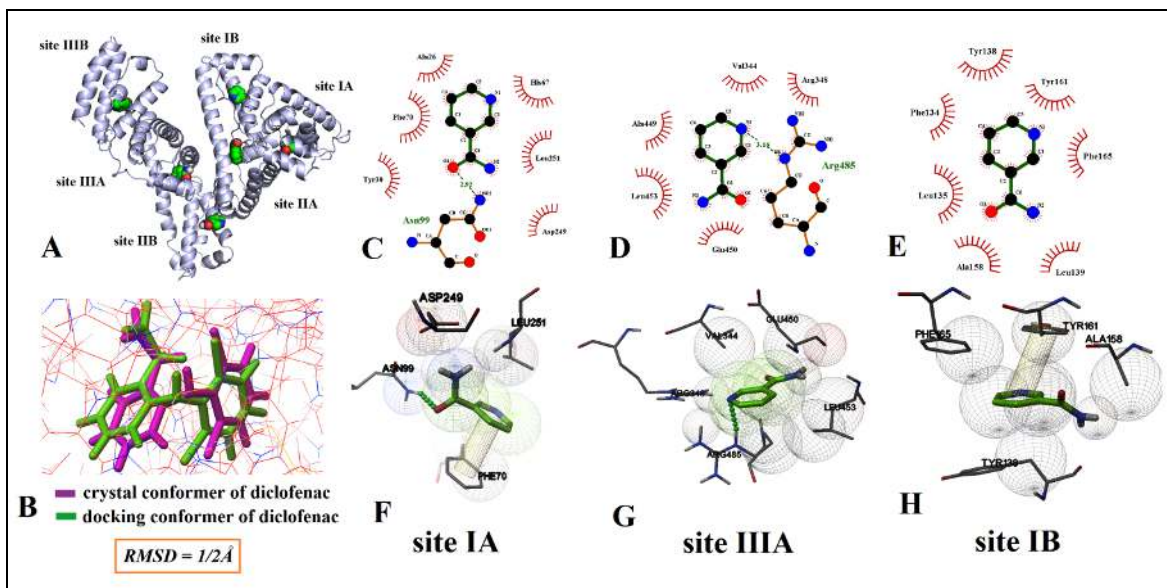 site IIIB
site IB
site IA
site IIIA
site IIA
site IIB
A
Ala26
His67
Phe70
Leu251
Tyr30
2.92
Asn99
Asp249
C
Val344
Arg348
Ala449
Arg485
Leu453
Glu450
D
Tyr138
Tyr161
Phe134
Phe165
Leu135
Ala158
Leu139
E
B
crystal conformer of diclofenac
docking conformer of diclofenac
RMSD = 1/2Å
ASP249
LEU251
ASN99
PHE70
F
site IA
GLU450
VAL344
ARG348
LEU453
ARG485
G
site IIIA
PHE165
TYR161
ALA158
TYR138
H
site IB